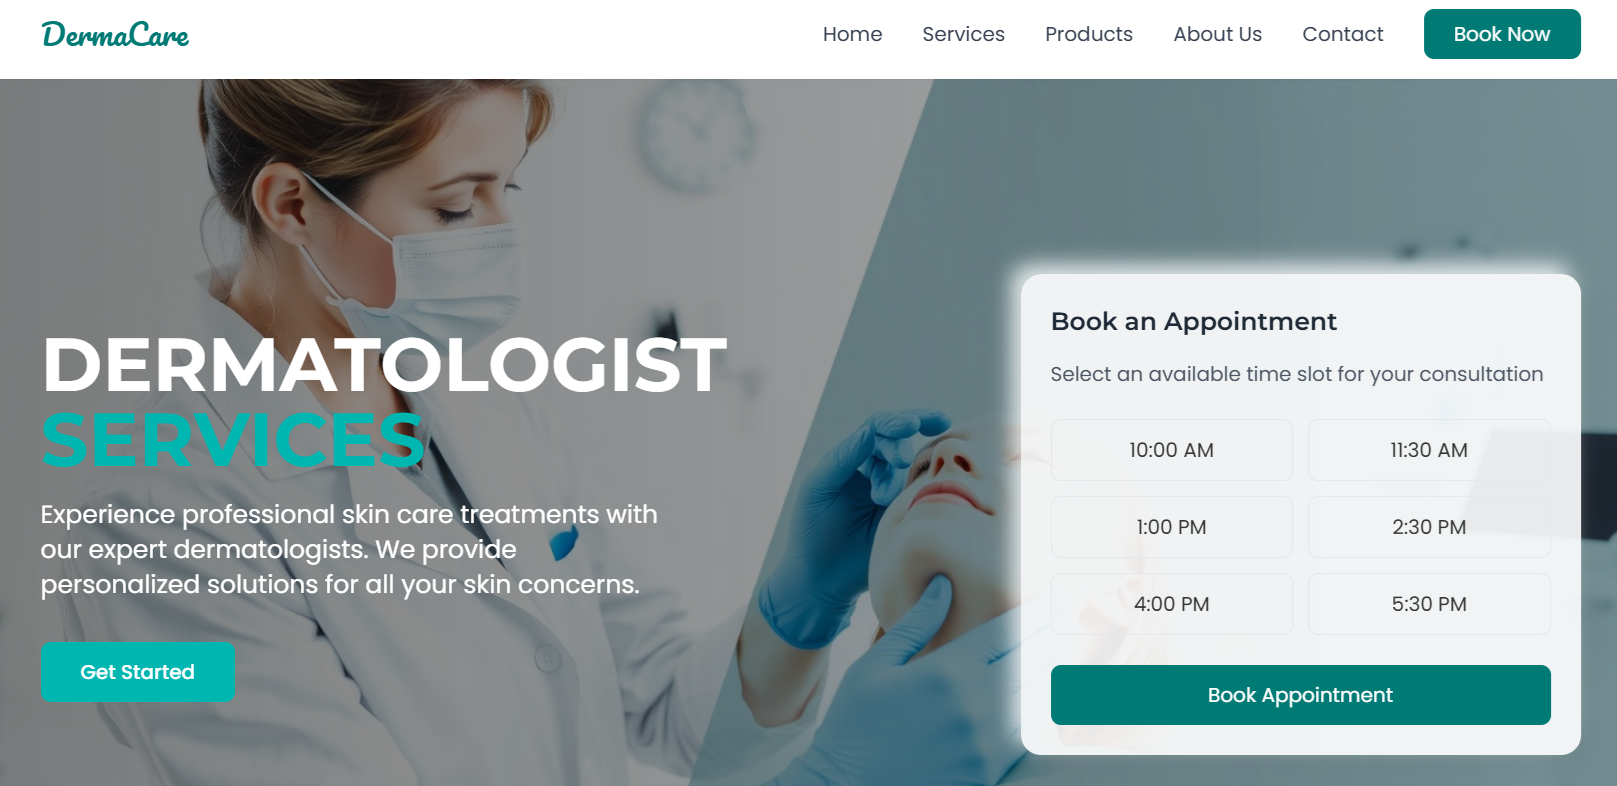 DermaCare
Home
Services
Products
About Us
Contact
Book Now
DERMATOLOGIST
SERVICES
Experience professional skin care treatments with
our expert dermatologists. We provide
personalized solutions for all your skin concerns.
Get Started
Book an Appointment
Select an available time slot for your consultation
10:00 AM
11:30 AM
1:00 PM
2:30 PM
4:00 PM
5:30 PM
Book Appointment